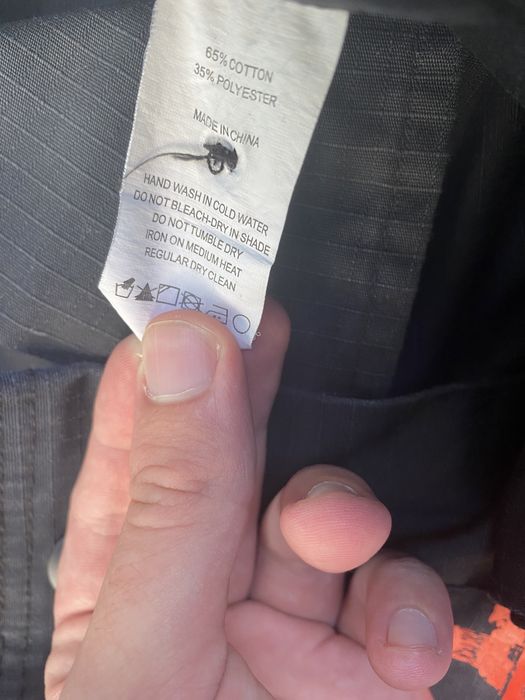 65% COTTON
35% POLYESTER
MADE IN CHINA
HAND WASH IN COLD WATER
DO NOT BLEACH-DRY IN SHADE
DO NOT TUMBLE DRY
IRON ON MEDIUM HEAT
REGULAR DRY CLEAN